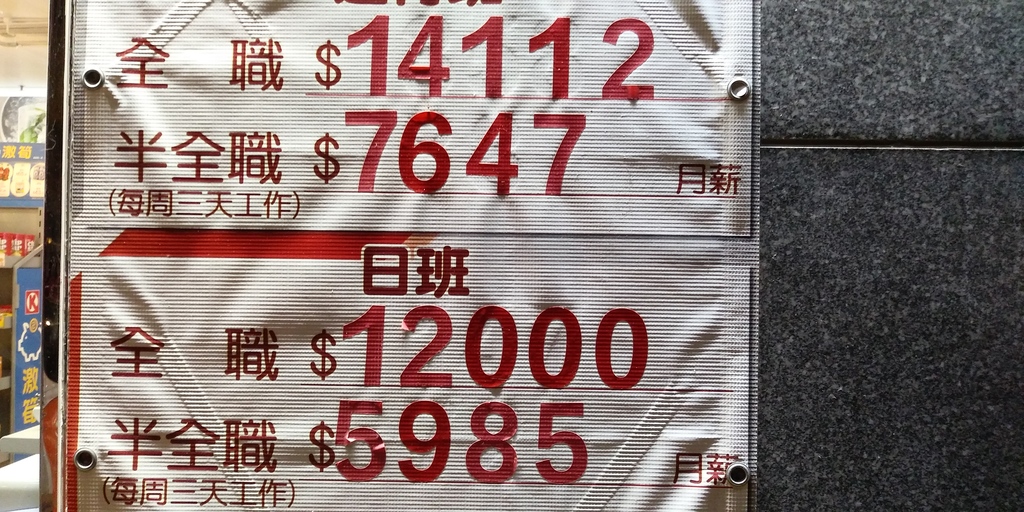 全職 $14112
半全職 $7647 月薪
(每周三天工作)
日班
全職 $12000
半全職 $5985 月薪
(每周三天工作)